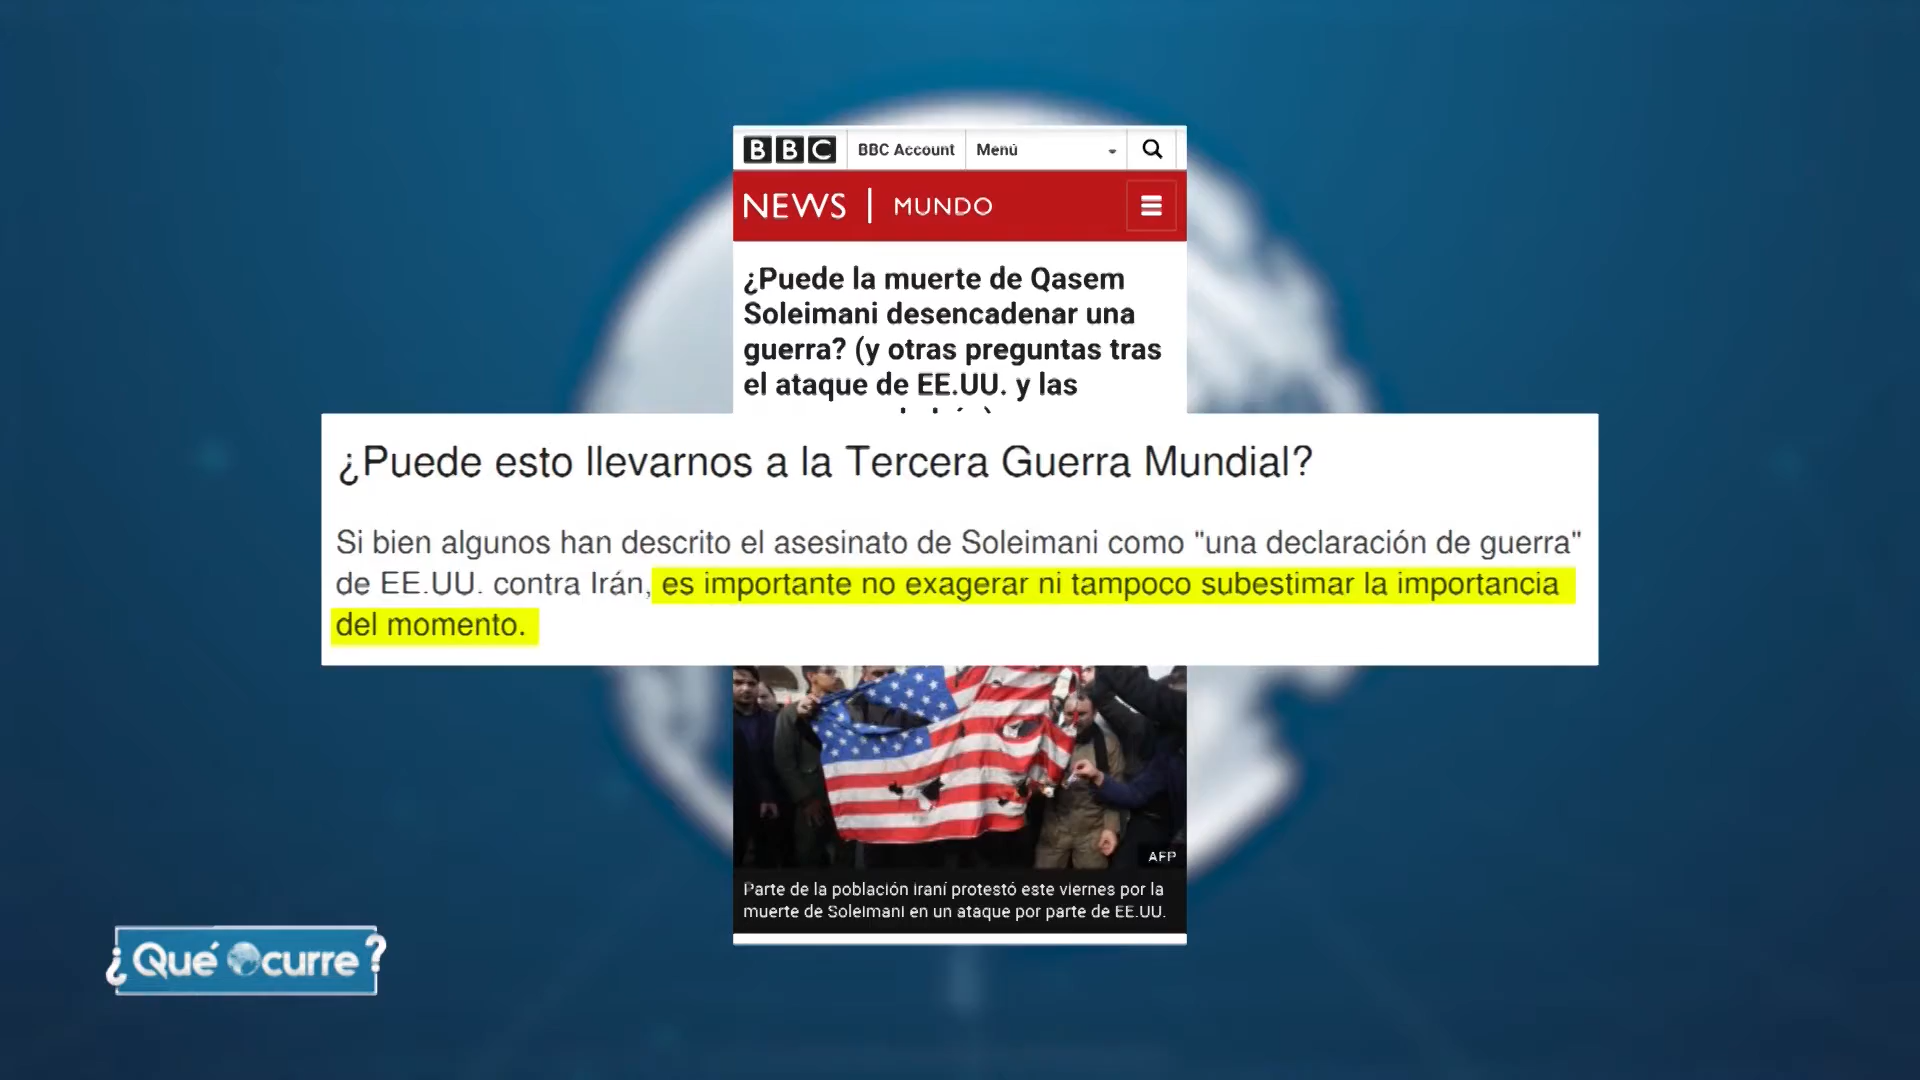 BBC
BBC Account
Menú
NEWS | MUNDO
¿Puede la muerte de Qasem
Soleimani desencadenar una
guerra? (y otras preguntas tras
el ataque de EE.UU. y las
¿Puede esto llevarnos a la Tercera Guerra Mundial?
Si bien algunos han descrito el asesinato de Soleimani como "una declaración de guerra"
de EE.UU. contra Irán, es importante no exagerar ni tampoco subestimar la importancia
del momento.
AFP
Parte de la población iraní protestó este viernes por la
muerte de Soleimani en un ataque por parte de EE.UU.
¿Qué Ocurre?